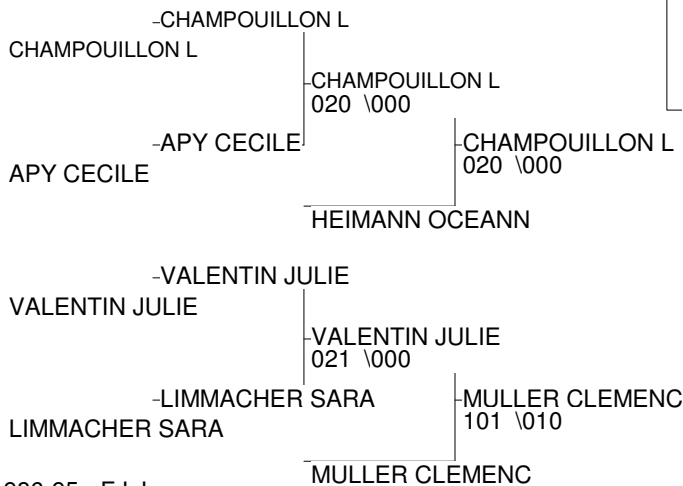 CHAMPOUILLON L
CHAMPOUILLON L
CHAMPOUILLON L
020 \000
APY CECILE
CHAMPOUILLON L
020 \000
APY CECILE
HEIMANN OCEANN
VALENTIN JULIE
VALENTIN JULIE
VALENTIN JULIE
021 \000
LIMMACHER SARA
MULLER CLEMENC
101 \010
LIMMACHER SARA
MULLER CLEMENC